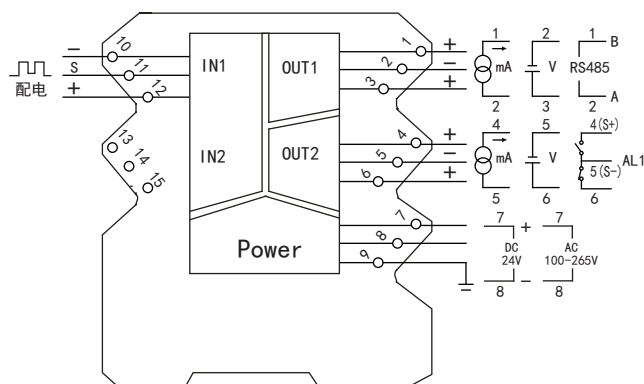 − 10
S 11
+ 12
配电
13
14
15
IN1
IN2
OUT1
OUT2
Power
1 +
2 −
3 +
4 +
5 −
6 +
7
8
9
1 2 1 B
mA V RS485
2 3 2 A
4 5 4(S+)
mA V AL1
5 6 5(S-)
6
7 + 7
DC AC
24V 100-265V
8 − 8